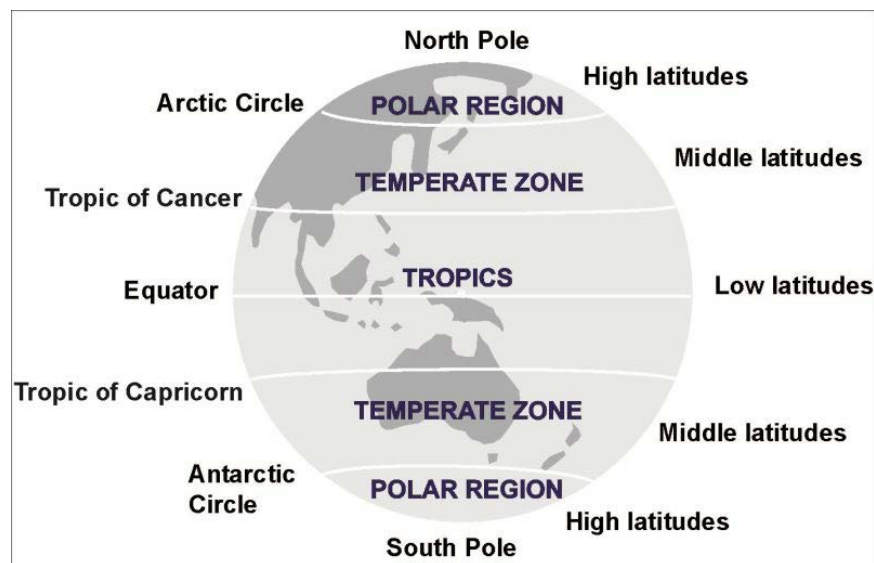 North Pole
High latitudes
Arctic Circle
POLAR REGION
Middle latitudes
TEMPERATE ZONE
Tropic of Cancer
TROPICS
Equator
Low latitudes
Tropic of Capricorn
TEMPERATE ZONE
Middle latitudes
Antarctic
Circle
POLAR REGION
High latitudes
South Pole